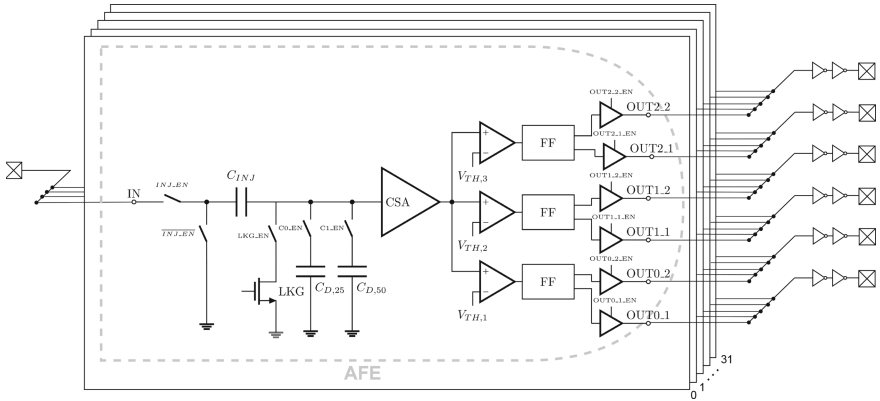 IN
INJ_EN
INJ_EN
C_INJ
LKG_EN
C0_EN
C1_EN
LKG
C_D,25
C_D,50
CSA
V_TH,3
V_TH,2
V_TH,1
FF
FF
FF
OUT2_2_EN
OUT2_2
OUT2_1_EN
OUT2_1
OUT1_2_EN
OUT1_2
OUT1_1_EN
OUT1_1
OUT0_2_EN
OUT0_2
OUT0_1_EN
OUT0_1
AFE
0
1
31